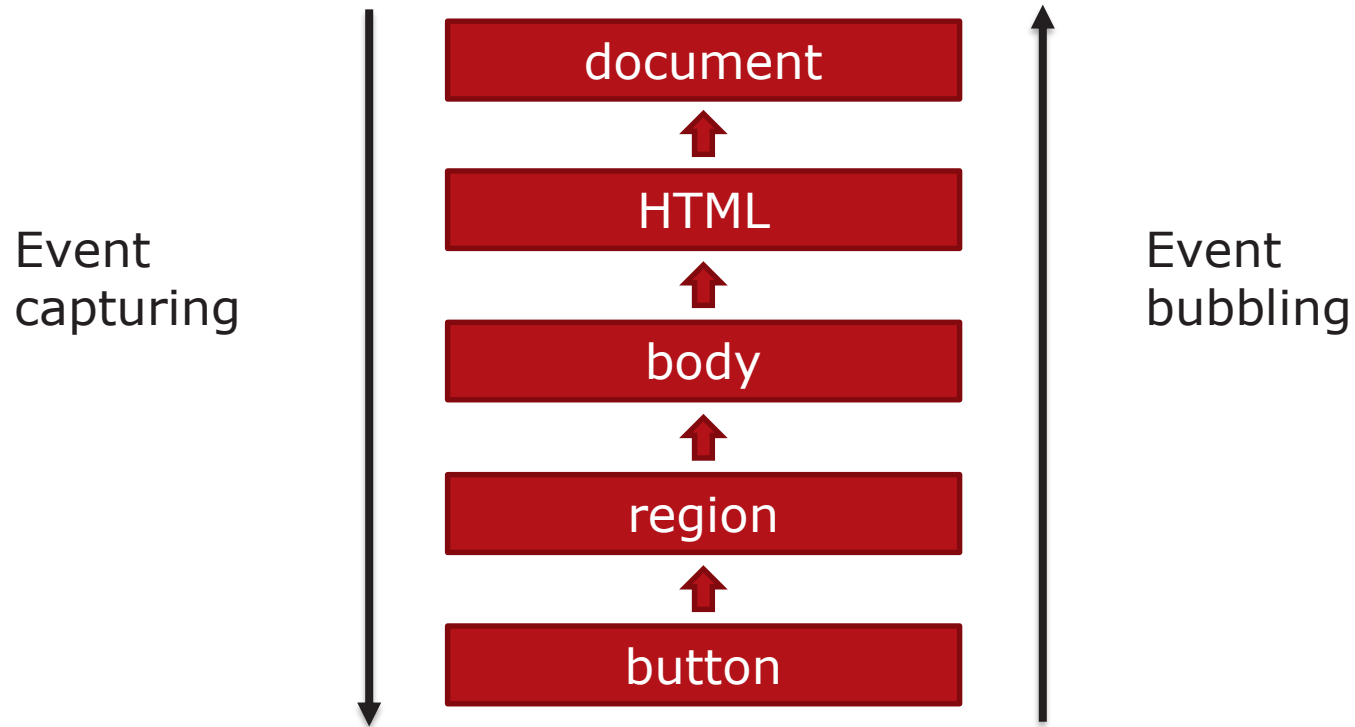 document
HTML
Event
capturing
Event
bubbling
body
region
button